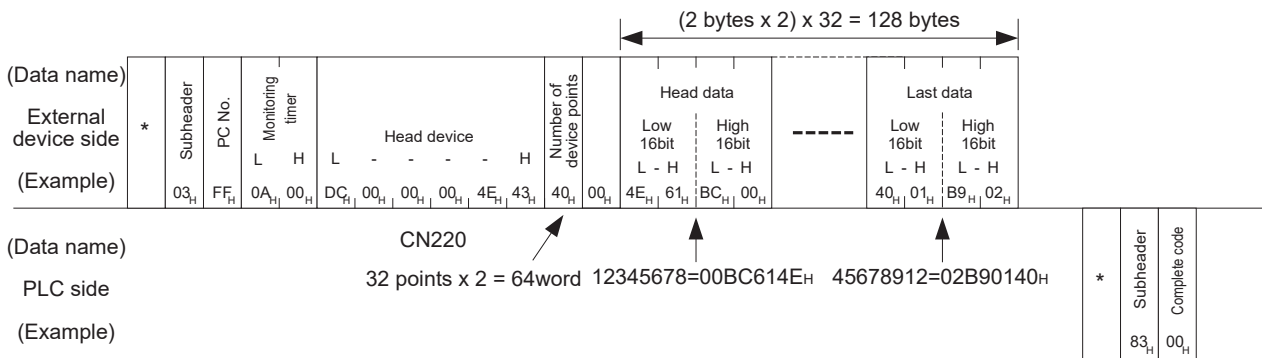 (2 bytes x 2) x 32 = 128 bytes
(Data name)
External
device side
(Example)
*
Subheader
03H
PC No.
FFH
Monitoring
timer
L H
0AH 00H
Head device
L - - - - H
DCH 00H 00H 00H 4EH 43H
Number of
device points
40H 00H
Head data
Low
16bit
High
16bit
L - H L - H
4EH 61H BCH 00H
Last data
Low
16bit
High
16bit
L - H L - H
40H 01H B9H 02H
(Data name)
PLC side
(Example)
CN220
32 points x 2 = 64word
12345678=00BC614EH
45678912=02B90140H
*
Subheader
83H
Complete code
00H